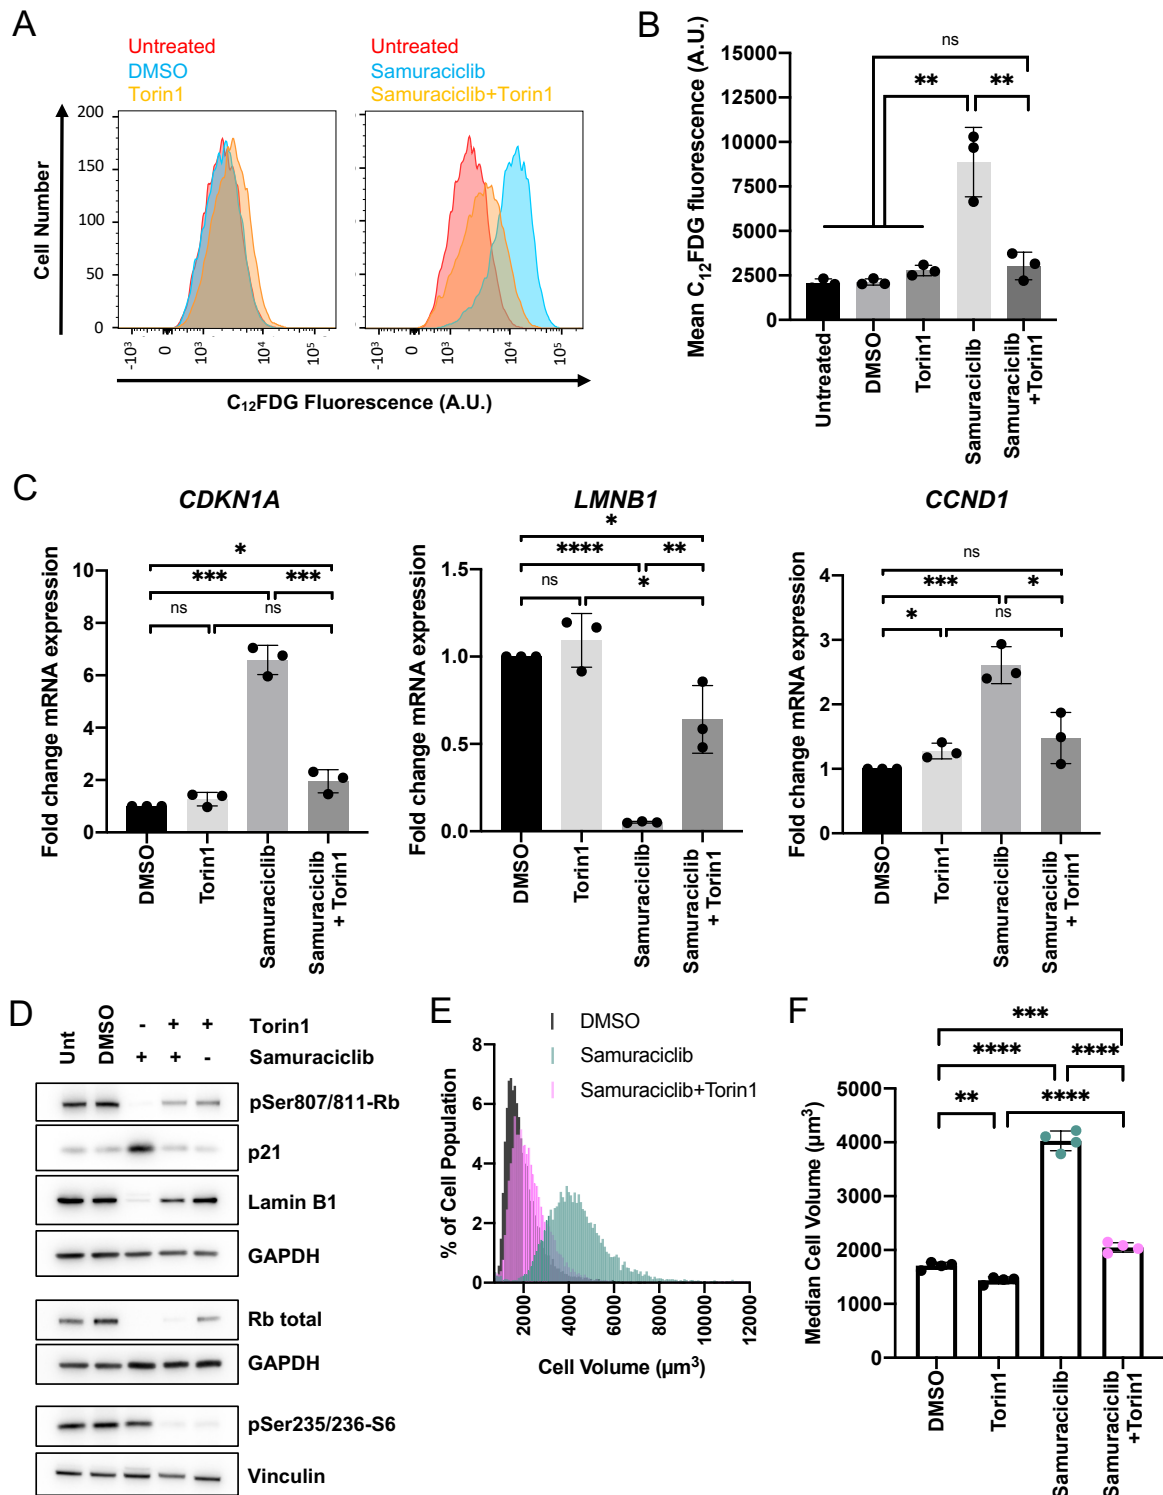 A
Untreated
DMSO
Torin1
Untreated
Samuraciclib
Samuraciclib+Torin1
Cell Number
200
150
100
50
0
-10³ 0 10³ 10⁴ 10⁵
-10³ 0 10³ 10⁴ 10⁵
C₁₂FDG Fluorescence (A.U.)
B
Mean C₁₂FDG fluorescence (A.U.)
15000
12500
10000
7500
5000
2500
0
ns
** **
Untreated
DMSO
Torin1
Samuraciclib
Samuraciclib
+Torin1
C
CDKN1A
Fold change mRNA expression
10
8
6
4
2
0
*
*** ***
ns ns
DMSO
Torin1
Samuraciclib
Samuraciclib
+ Torin1
LMNB1
Fold change mRNA expression
1.5
1.0
0.5
0.0
*
**** **
ns *
DMSO
Torin1
Samuraciclib
Samuraciclib
+ Torin1
CCND1
Fold change mRNA expression
4
3
2
1
0
ns
*** *
* ns
DMSO
Torin1
Samuraciclib
Samuraciclib
+ Torin1
D
Unt DMSO - + + Torin1
+ + - Samuraciclib
pSer807/811-Rb
p21
Lamin B1
GAPDH
Rb total
GAPDH
pSer235/236-S6
Vinculin
E
DMSO
Samuraciclib
Samuraciclib+Torin1
% of Cell Population
8
6
4
2
0
2000 4000 6000 8000 10000 12000
Cell Volume (µm³)
F
Median Cell Volume (µm³)
5000
4000
3000
2000
1000
0
***
**** ****
** ****
DMSO
Torin1
Samuraciclib
Samuraciclib
+Torin1